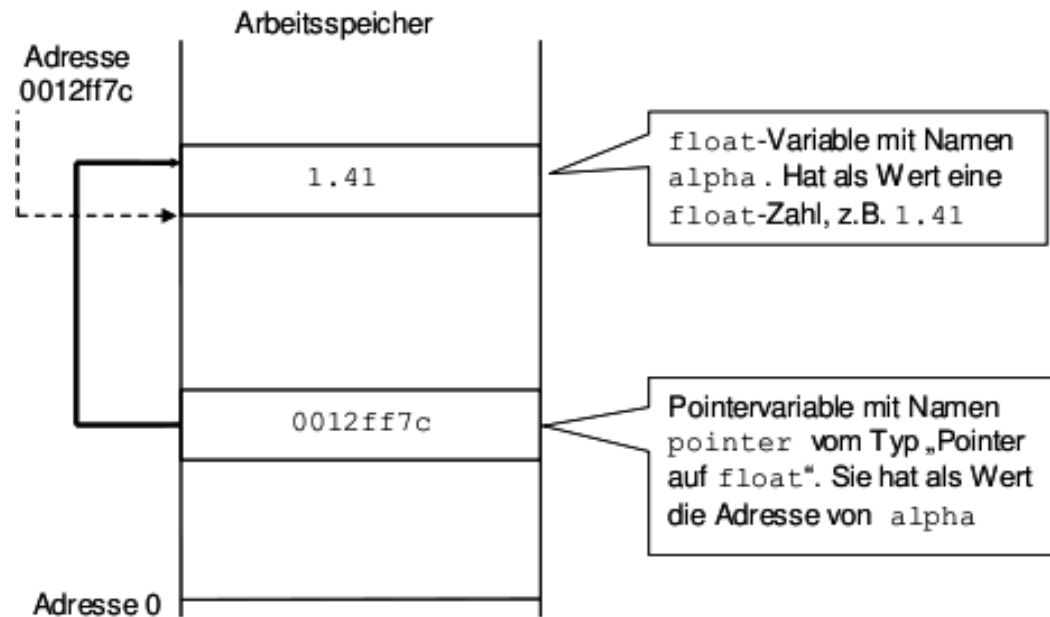 Arbeitsspeicher
Adresse
0012ff7c
1.41
float-Variable mit Namen
alpha. Hat als Wert eine
float-Zahl, z.B. 1.41
0012ff7c
Pointervariable mit Namen
pointer vom Typ „Pointer
auf float“. Sie hat als Wert
die Adresse von alpha
Adresse 0